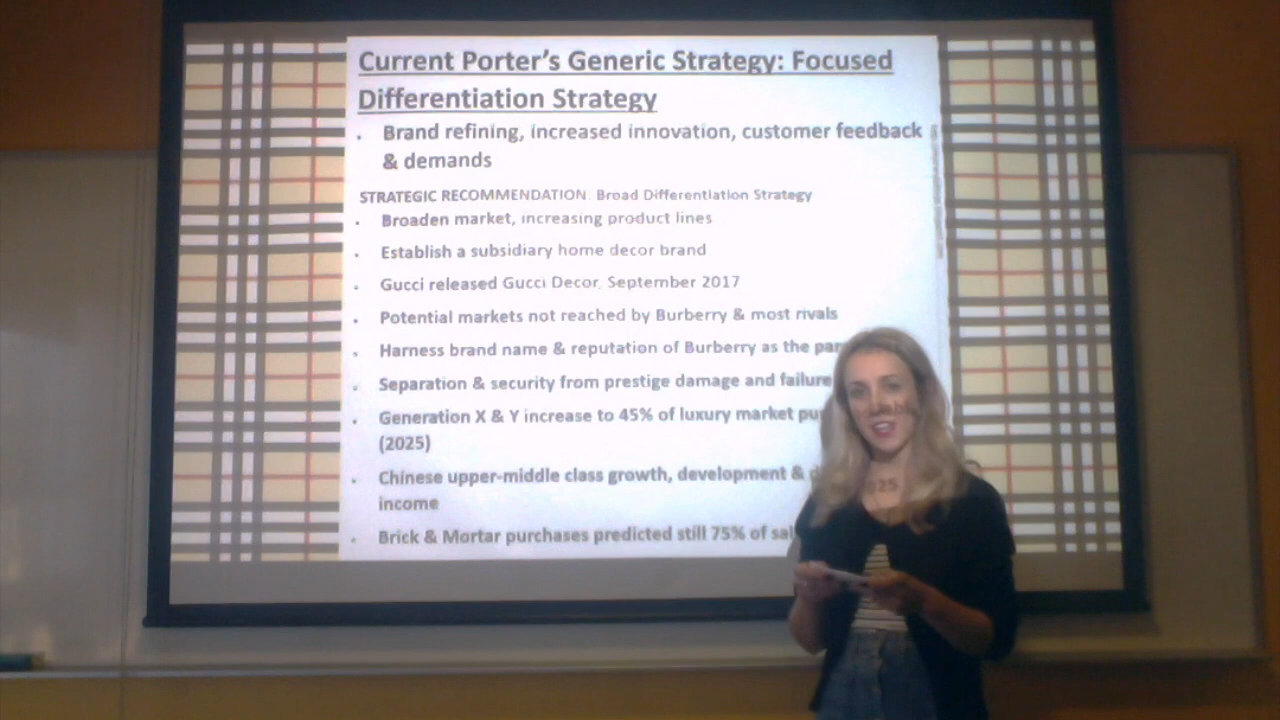 Current Porter's Generic Strategy: Focused
Differentiation Strategy
Brand refining, increased innovation, customer feedback
& demands
STRATEGIC RECOMMENDATION: Broad Differentiation Strategy
Broaden market, increasing product lines
Establish a subsidiary home decor brand
Gucci released Gucci Decor, September 2017
Potential markets not reached by Burberry & most rivals
Harness brand name & reputation of Burberry as the
Separation & security from prestige damage and failure
Generation X & Y increase to 45% of luxury market
(2025)
Chinese upper-middle class growth, development &
income
Brick & Mortar purchases predicted still 75% of